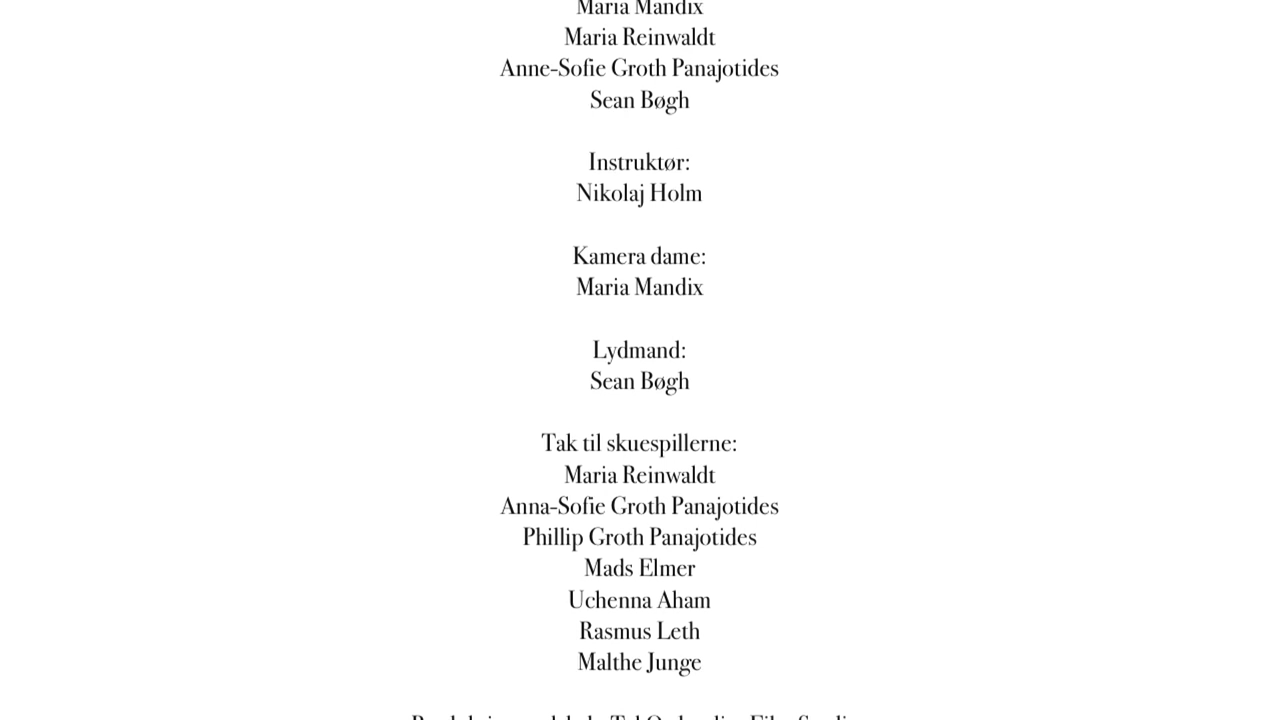 Maria Mandix
Maria Reinwaldt
Anne-Sofie Groth Panajotides
Sean Bøgh
Instruktør:
Nikolaj Holm
Kamera dame:
Maria Mandix
Lydmand:
Sean Bøgh
Tak til skuespillerne:
Maria Reinwaldt
Anna-Sofie Groth Panajotides
Phillip Groth Panajotides
Mads Elmer
Uchenna Aham
Rasmus Leth
Malthe Junge